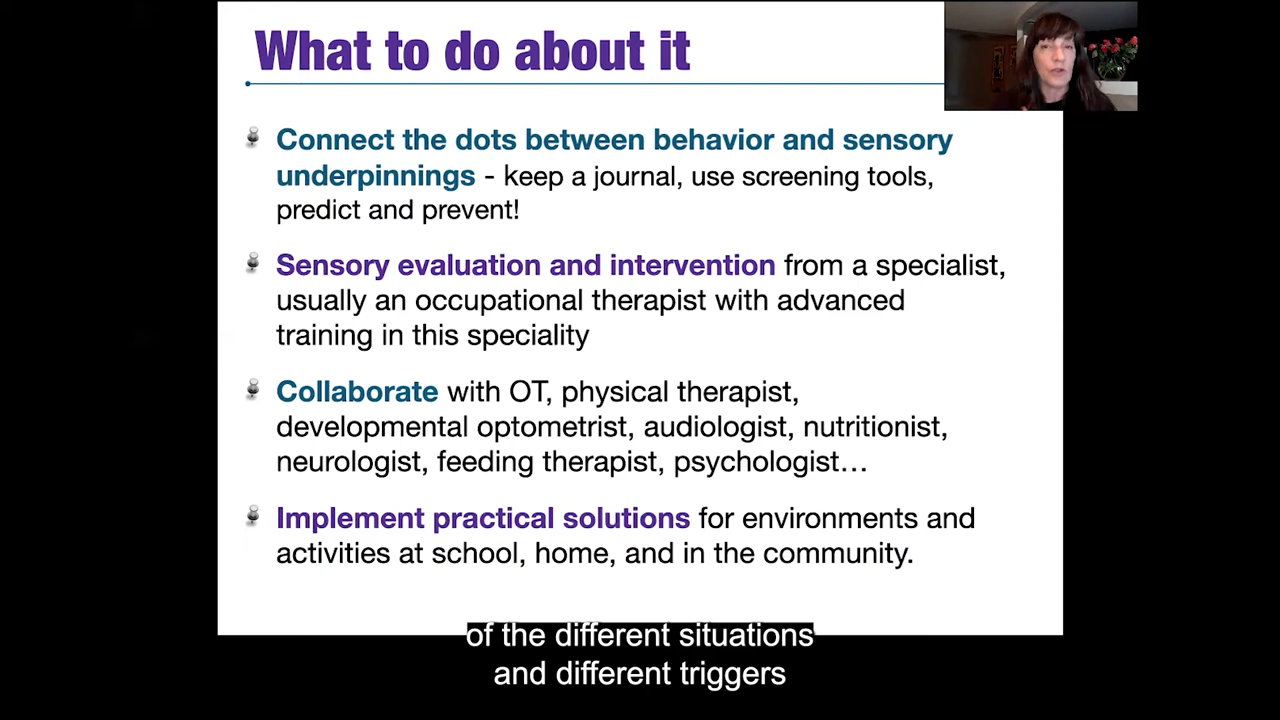 What to do about it
Connect the dots between behavior and sensory
underpinnings - keep a journal, use screening tools,
predict and prevent!
Sensory evaluation and intervention from a specialist,
usually an occupational therapist with advanced
training in this speciality
Collaborate with OT, physical therapist,
developmental optometrist, audiologist, nutritionist,
neurologist, feeding therapist, psychologist…
Implement practical solutions for environments and
activities at school, home, and in the community.
of the different situations
and different triggers